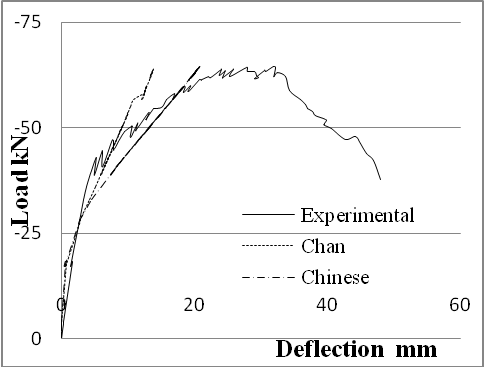 -75
-50
Load kN
-25
Experimental
Chan
Chinese
0 20 40 60
0
Deflection mm